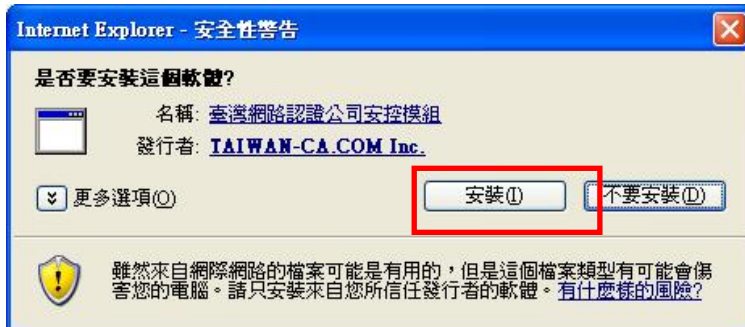 Internet Explorer - 安全性警告
是否要安裝這個軟體?
名稱: 臺灣網路認證公司安控模組
發行者: TAIWAN-CA.COM Inc.
更多選項(O)
安裝(I)
不要安裝(D)
雖然來自網際網路的檔案可能是有用的，但是這個檔案類型有可能會傷
害您的電腦。請只安裝來自您所信任發行者的軟體。有什麼樣的風險?